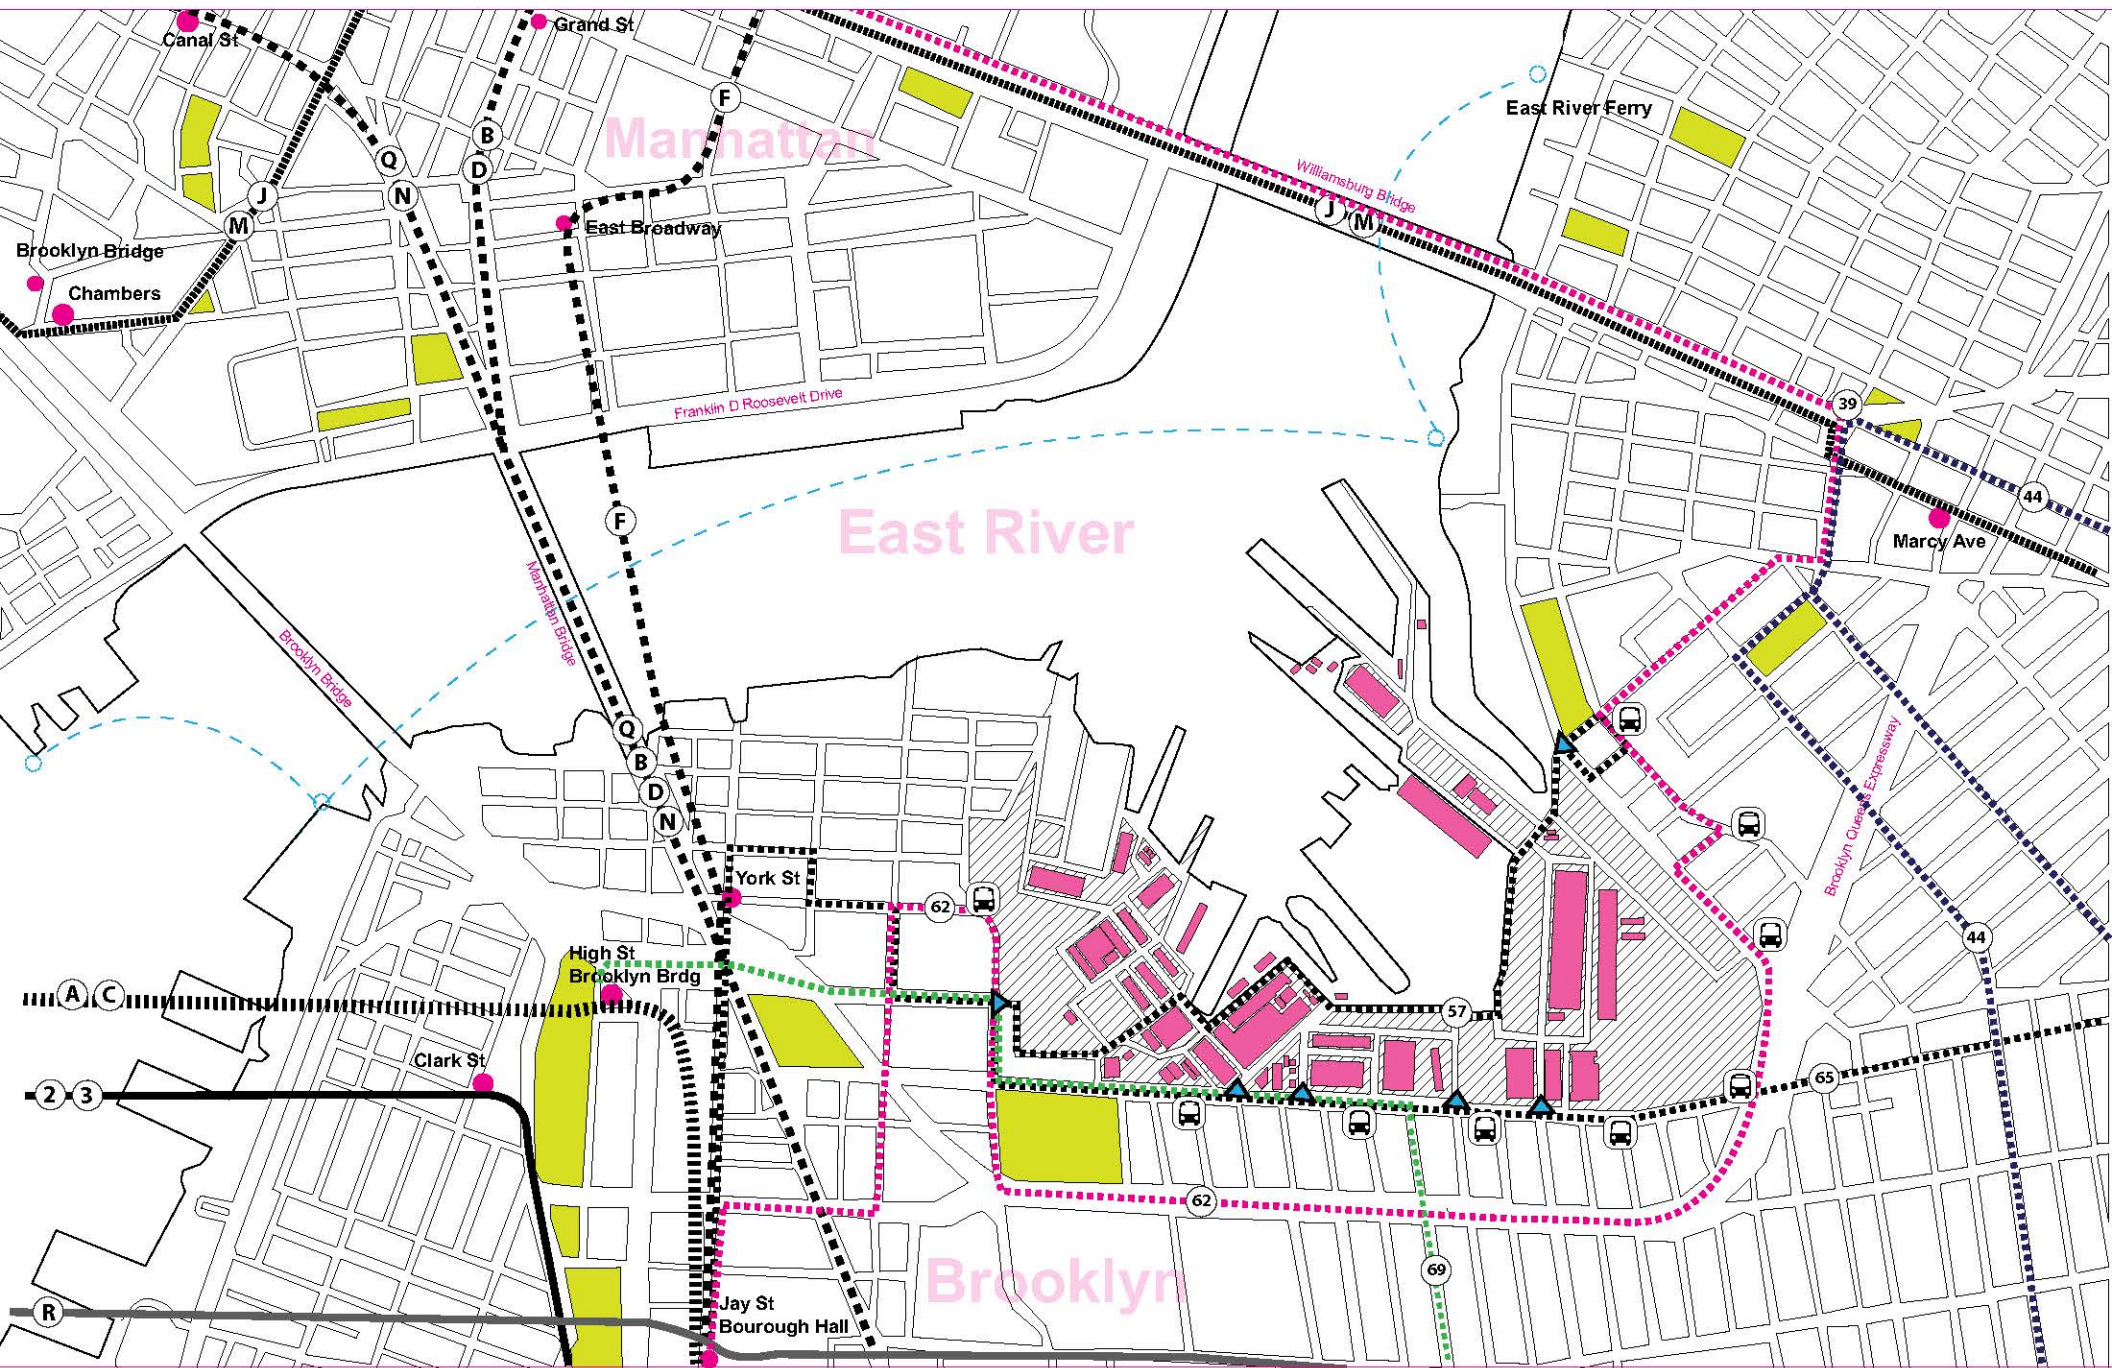 Canal St
Grand St
F
Manhattan
B
D
Q
N
J
M
East River Ferry
Williamsburg Bridge
J
M
East Broadway
Brooklyn Bridge
Chambers
Franklin D Roosevelt Drive
39
44
Marcy Ave
F
East River
Manhattan Bridge
Brooklyn Bridge
Q
B
D
N
Brooklyn Queens Expressway
York St
62
High St
Brooklyn Brdg
44
A
C
57
Clark St
65
2
3
62
69
Brooklyn
R
Jay St
Bourough Hall